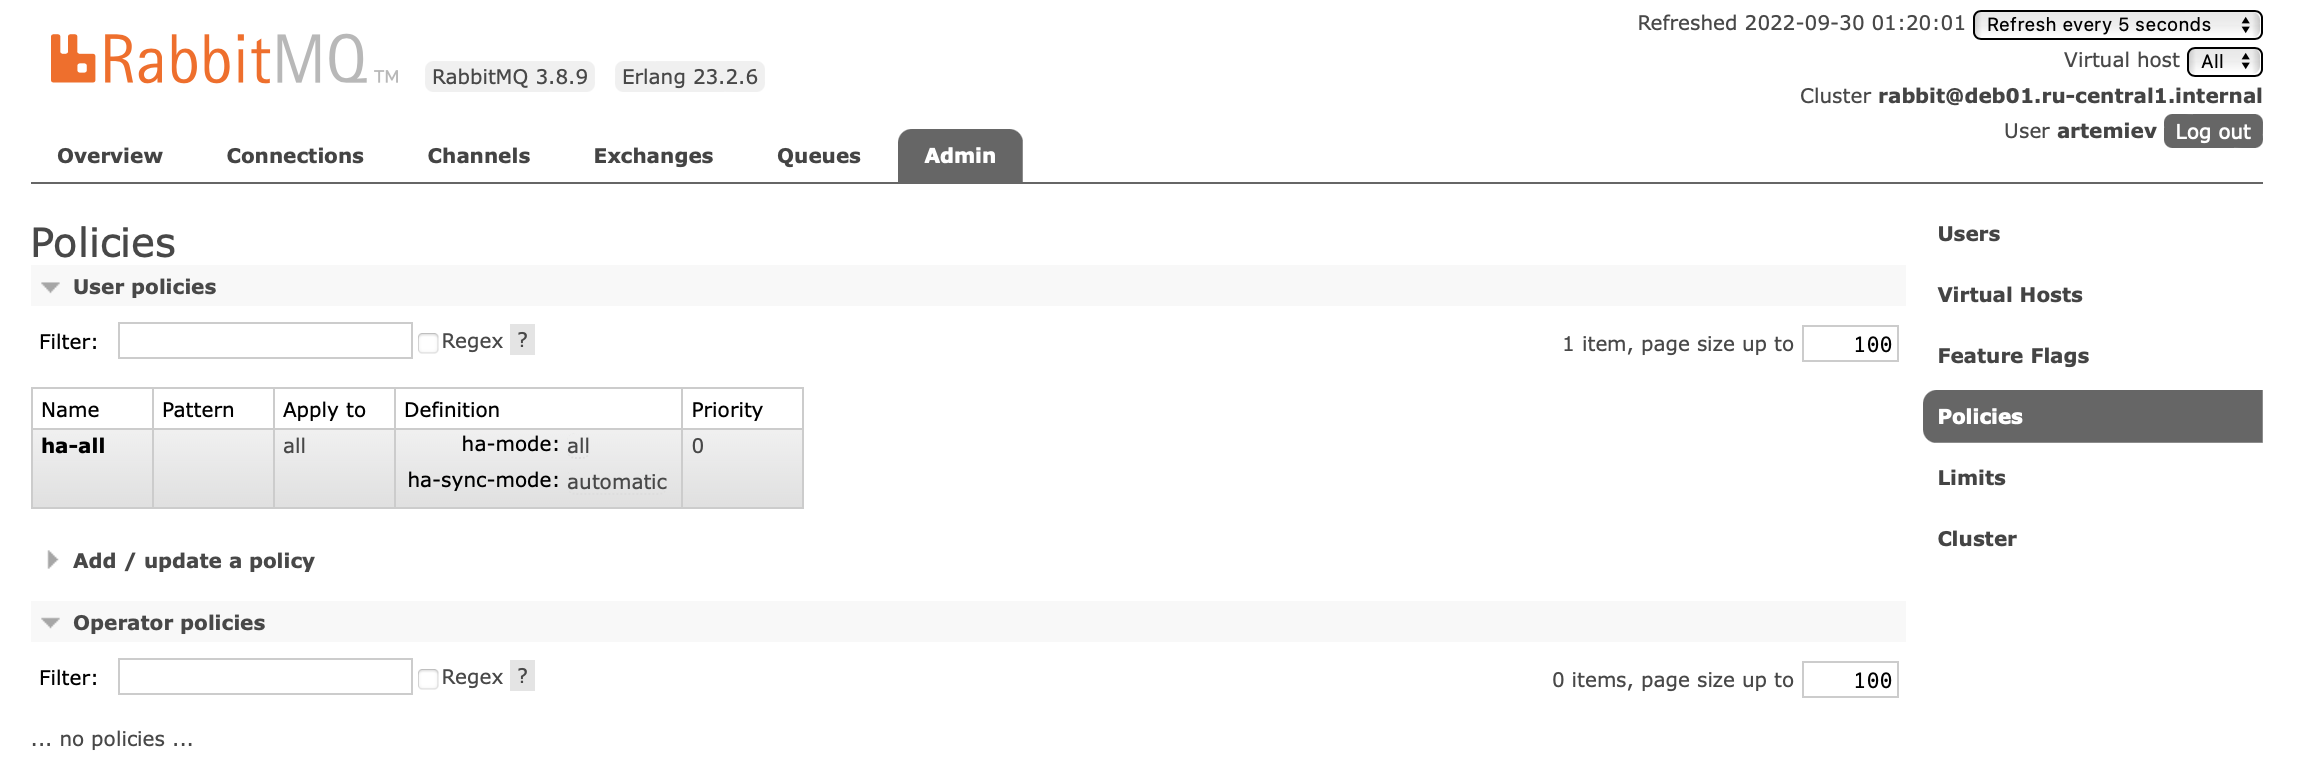 Refreshed 2022-09-30 01:20:01 Refresh every 5 seconds
RabbitMQ TM RabbitMQ 3.8.9 Erlang 23.2.6
Virtual host All
Cluster rabbit@deb01.ru-central1.internal
User artemiev Log out
Overview Connections Channels Exchanges Queues Admin
Policies
User policies
Filter: Regex ? 1 item, page size up to 100
Name Pattern Apply to Definition Priority
ha-all all ha-mode: all 0
ha-sync-mode: automatic
Add / update a policy
Operator policies
Filter: Regex ? 0 items, page size up to 100
... no policies ...
Users
Virtual Hosts
Feature Flags
Policies
Limits
Cluster